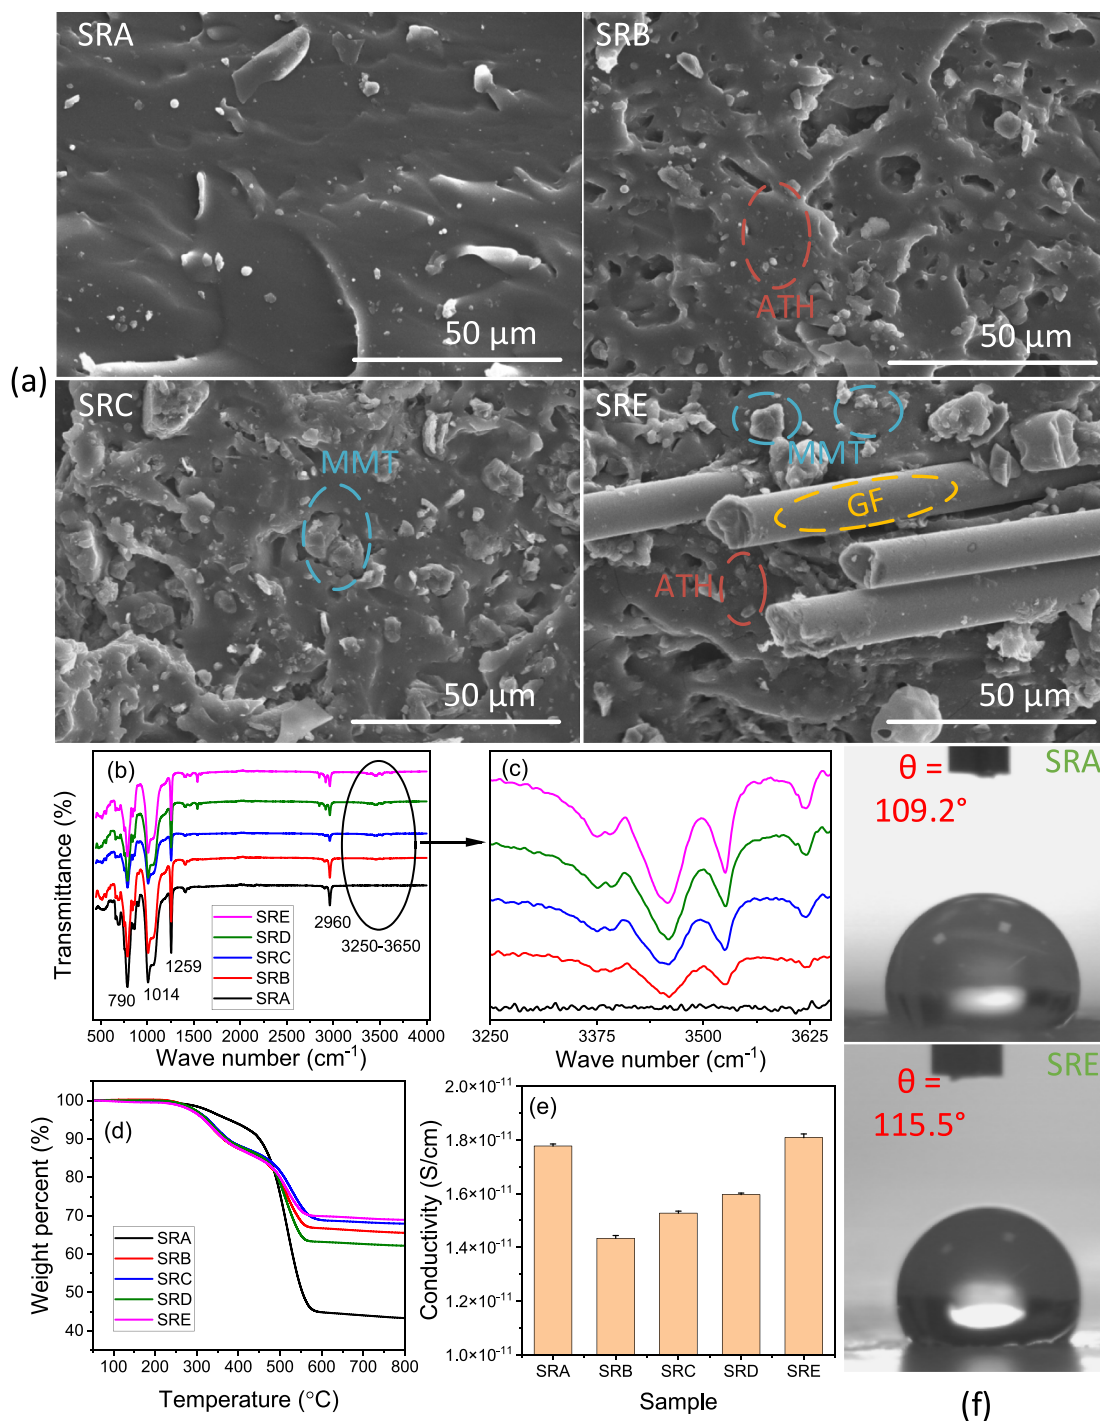 SRA
SRB
ATH
50 μm
50 μm
(a)
SRC
SRE
MMT
MMT
GF
ATH
50 μm
50 μm
(b)
Transmittance (%)
SRE
SRD
SRC
SRB
SRA
790
1014
1259
2960
3250-3650
500 1000 1500 2000 2500 3000 3500 4000
Wave number (cm⁻¹)
(c)
3250 3375 3500 3625
Wave number (cm⁻¹)
θ =
109.2°
SRA
θ =
115.5°
SRE
(d)
Weight percent (%)
100
90
80
70
60
50
40
SRA
SRB
SRC
SRD
SRE
100 200 300 400 500 600 700 800
Temperature (°C)
(e)
Conductivity (S/cm)
2.0×10⁻¹¹
1.8×10⁻¹¹
1.6×10⁻¹¹
1.4×10⁻¹¹
1.2×10⁻¹¹
1.0×10⁻¹¹
SRA SRB SRC SRD SRE
Sample
(f)